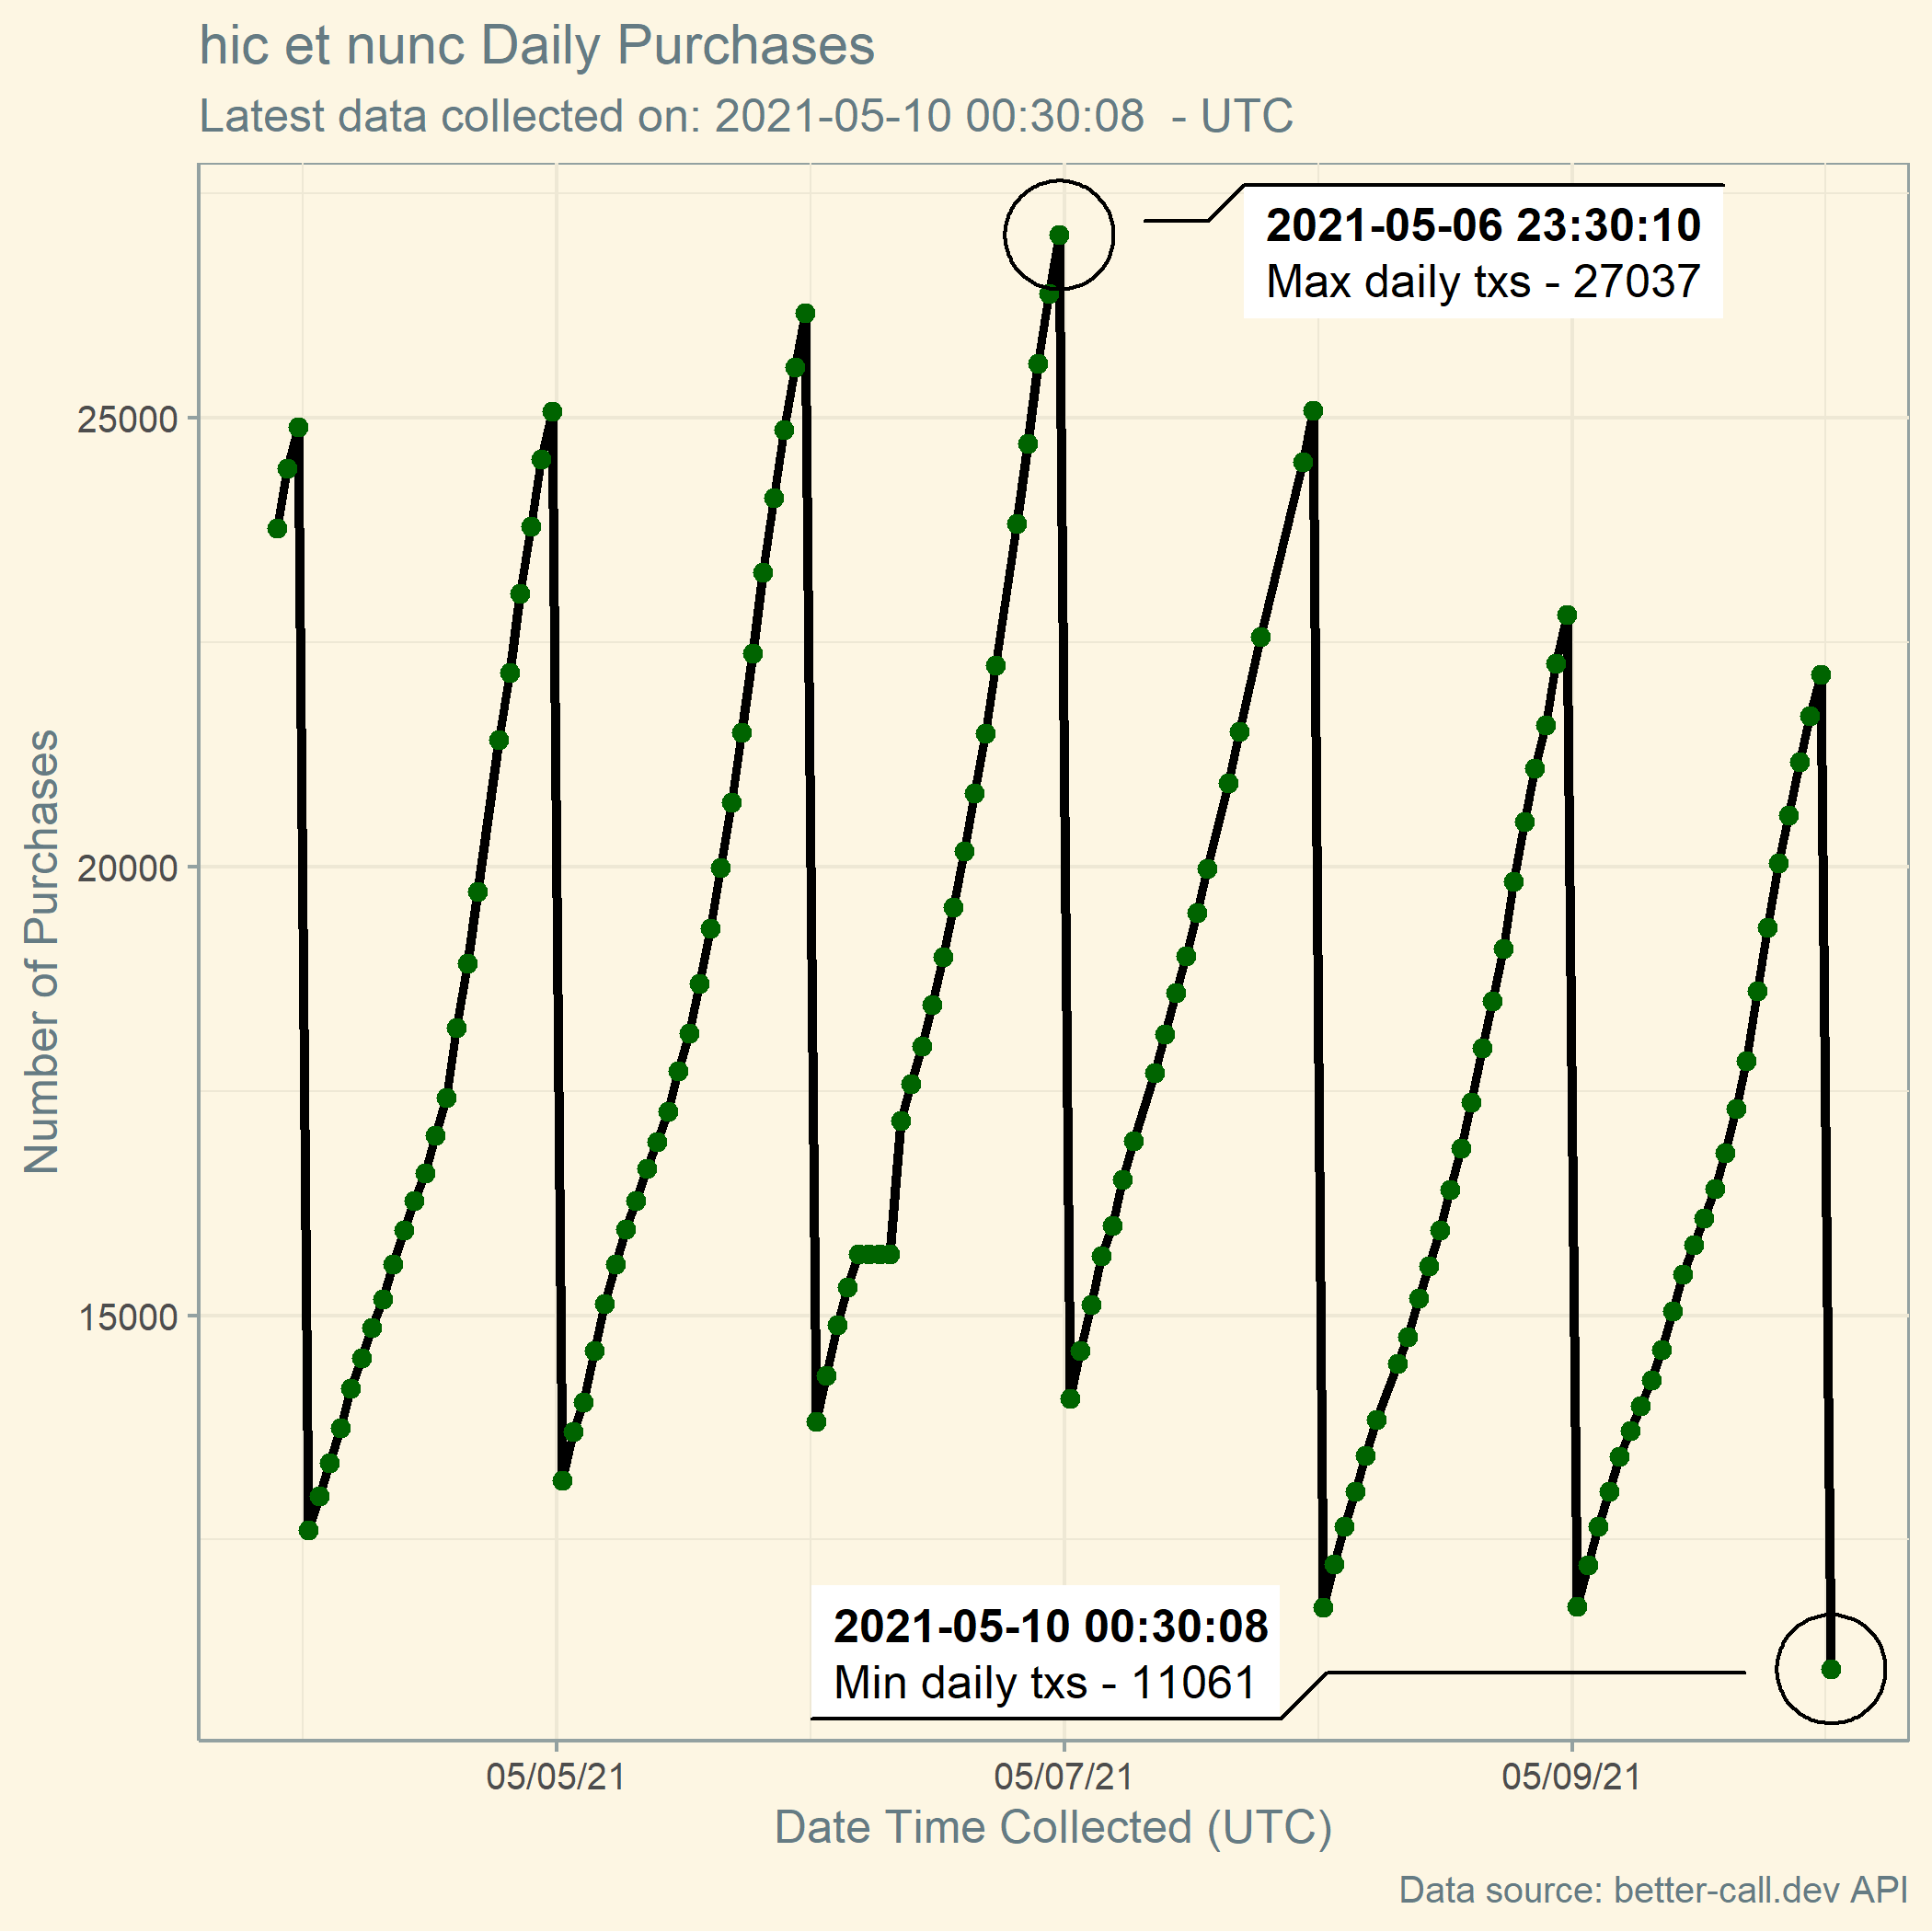 hic et nunc Daily Purchases
Latest data collected on: 2021-05-10 00:30:08  - UTC
2021-05-06 23:30:10
Max daily txs - 27037
25000
20000
15000
Number of Purchases
2021-05-10 00:30:08
Min daily txs - 11061
05/05/21
05/07/21
05/09/21
Date Time Collected (UTC)
Data source: better-call.dev API